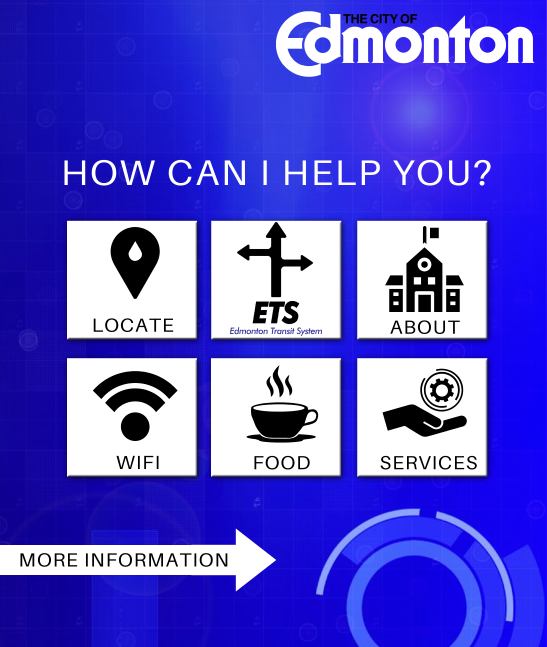 THE CITY OF
Edmonton
HOW CAN I HELP YOU?
LOCATE
ETS
Edmonton Transit System
ABOUT
WIFI
FOOD
SERVICES
MORE INFORMATION